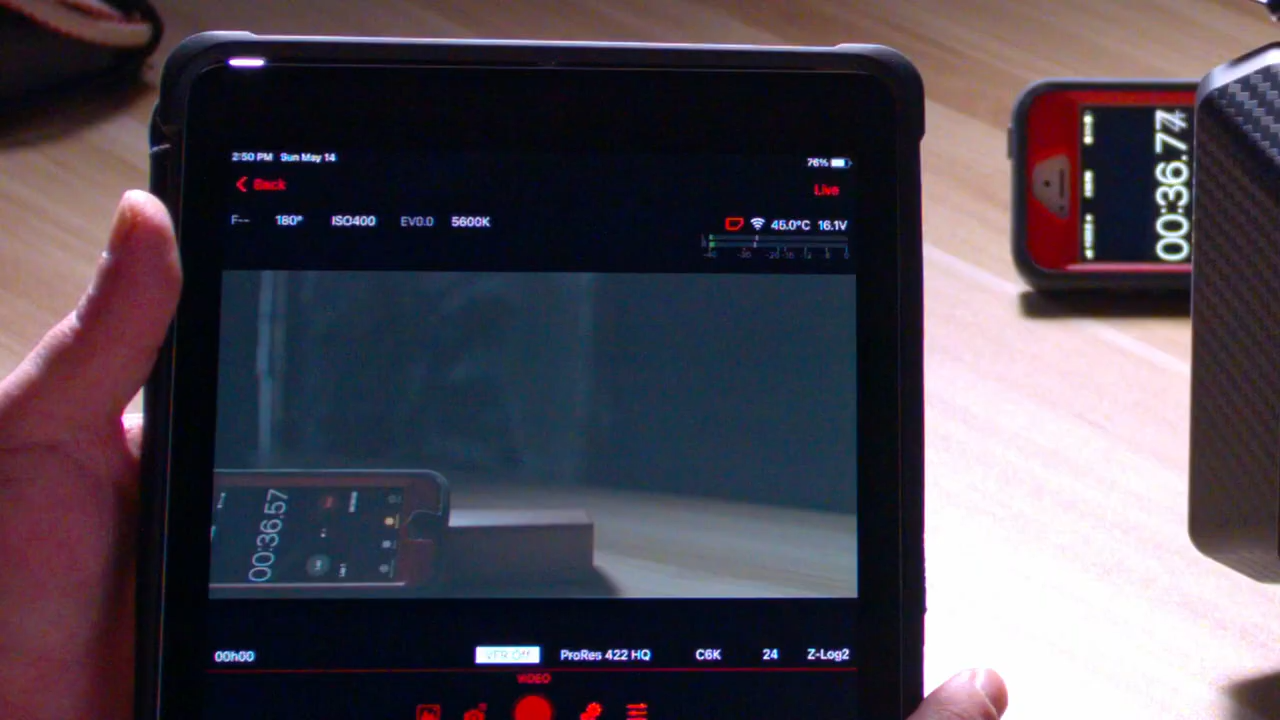 2:50 PM Sun May 14
76%
Back
Live
F-- 180° ISO400 EV0.0 5600K
45.0°C 16.1V
00:36.77
00:36.57
00h00 VFR Off ProRes 422 HQ C6K 24 Z-Log2
VIDEO